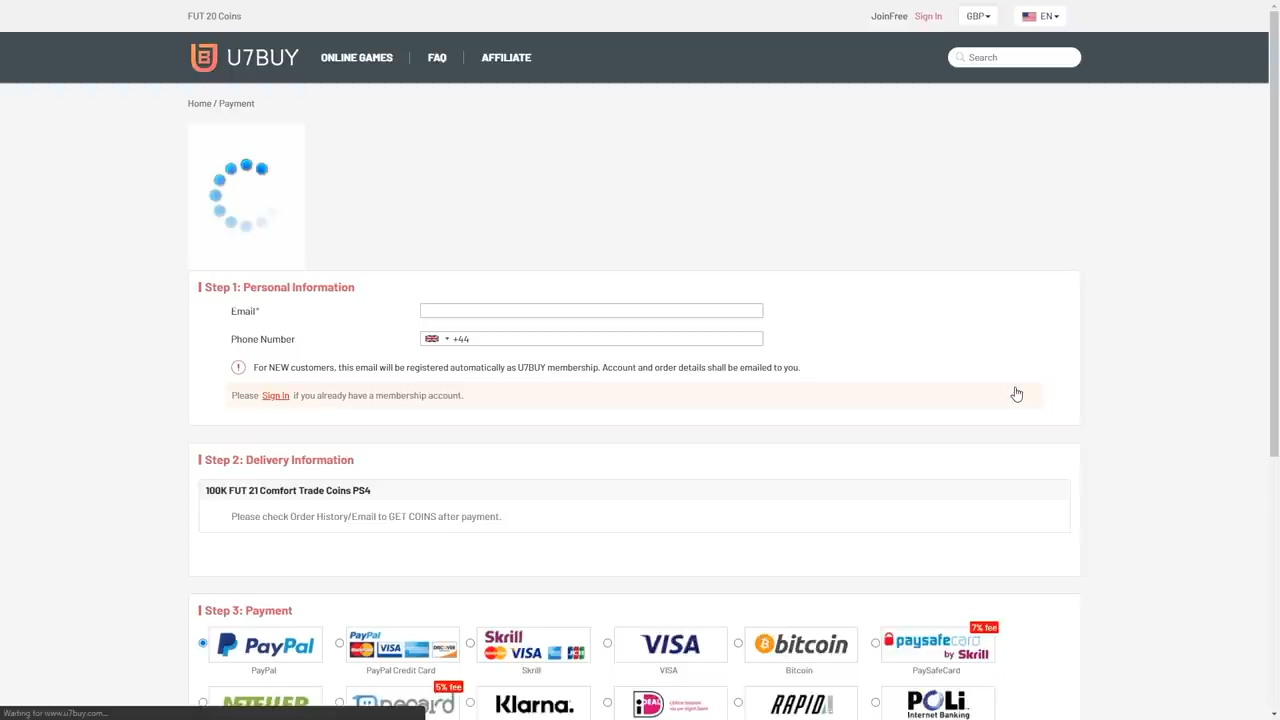 FUT 20 Coins
JoinFree Sign In GBP EN
U7BUY ONLINE GAMES FAQ AFFILIATE Search
Home / Payment
Step 1: Personal Information
Email*
Phone Number +44
For NEW customers, this email will be registered automatically as U7BUY membership. Account and order details shall be emailed to you.
Please Sign In if you already have a membership account.
Step 2: Delivery Information
100K FUT 21 Comfort Trade Coins PS4
Please check Order History/Email to GET COINS after payment.
Step 3: Payment
7% fee
PayPal PayPal VISA DISCOVER Skrill VISA VISA bitcoin paysafecard by Skrill
PayPal PayPal Credit Card Skrill VISA Bitcoin PaySafeCard
5% fee
NETELLER Klarna. iDEAL RAPID! POLi Internet Banking
Waiting for www.u7buy.com...